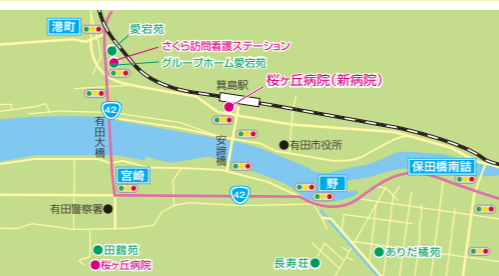 港町
愛宕苑
さくら訪問看護ステーション
グループホーム愛宕苑
箕島駅
桜ヶ丘病院(新病院)
42
有田大橋
安諦橋
有田市役所
保田橋南詰
宮崎
42
野
有田警察署
田鶴苑
桜ヶ丘病院
長寿荘
ありだ橘苑